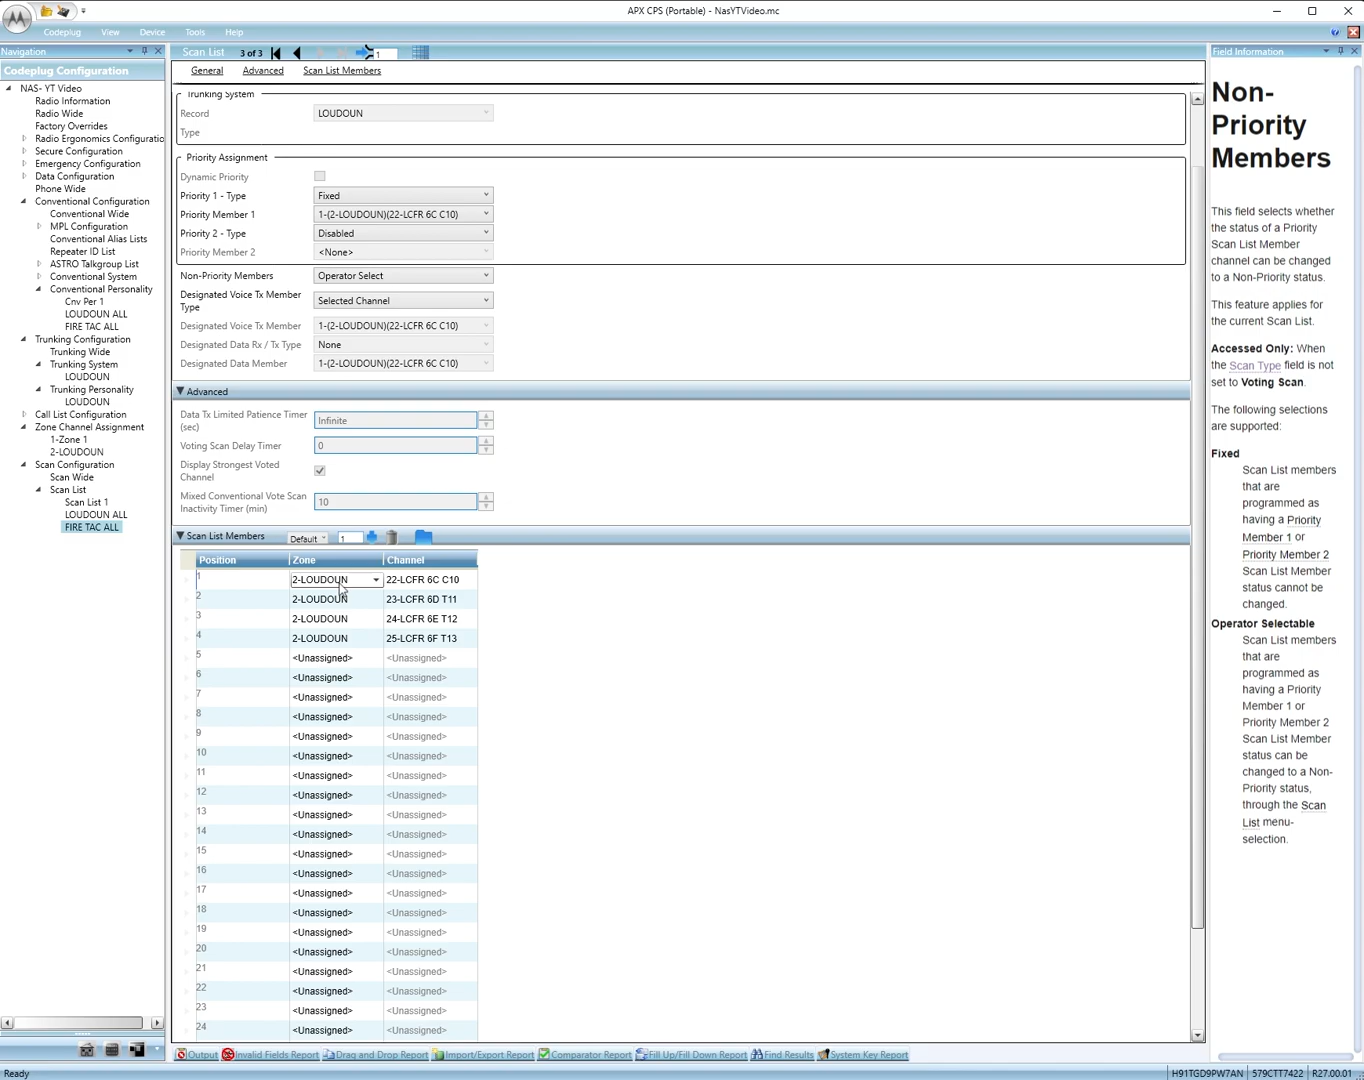 APX CPS (Portable) - NasYTVideo.mc
Codeplug View Device Tools Help
Navigation
Codeplug Configuration
NAS- YT Video
Radio Information
Radio Wide
Factory Overrides
Radio Ergonomics Configuratio
Secure Configuration
Emergency Configuration
Data Configuration
Phone Wide
Conventional Configuration
Conventional Wide
MPL Configuration
Conventional Alias Lists
Repeater ID List
ASTRO Talkgroup List
Conventional System
Conventional Personality
Cnv Per 1
LOUDOUN ALL
FIRE TAC ALL
Trunking Configuration
Trunking Wide
Trunking System
LOUDOUN
Trunking Personality
LOUDOUN
Call List Configuration
Zone Channel Assignment
1-Zone 1
2-LOUDOUN
Scan Configuration
Scan Wide
Scan List
Scan List 1
LOUDOUN ALL
FIRE TAC ALL
Scan List 3 of 3 1
General Advanced Scan List Members
Trunking System
Record LOUDOUN
Type
Priority Assignment
Dynamic Priority
Priority 1 - Type Fixed
Priority Member 1 1-(2-LOUDOUN)(22-LCFR 6C C10)
Priority 2 - Type Disabled
Priority Member 2 <None>
Non-Priority Members Operator Select
Designated Voice Tx Member
Type Selected Channel
Designated Voice Tx Member 1-(2-LOUDOUN)(22-LCFR 6C C10)
Designated Data Rx / Tx Type None
Designated Data Member 1-(2-LOUDOUN)(22-LCFR 6C C10)
Advanced
Data Tx Limited Patience Timer
(sec) Infinite
Voting Scan Delay Timer 0
Display Strongest Voted
Channel
Mixed Conventional Vote Scan
Inactivity Timer (min) 10
Scan List Members Default 1
Position Zone Channel
1 2-LOUDOUN 22-LCFR 6C C10
2 2-LOUDOUN 23-LCFR 6D T11
3 2-LOUDOUN 24-LCFR 6E T12
4 2-LOUDOUN 25-LCFR 6F T13
5 <Unassigned> <Unassigned>
6 <Unassigned> <Unassigned>
7 <Unassigned> <Unassigned>
8 <Unassigned> <Unassigned>
9 <Unassigned> <Unassigned>
10 <Unassigned> <Unassigned>
11 <Unassigned> <Unassigned>
12 <Unassigned> <Unassigned>
13 <Unassigned> <Unassigned>
14 <Unassigned> <Unassigned>
15 <Unassigned> <Unassigned>
16 <Unassigned> <Unassigned>
17 <Unassigned> <Unassigned>
18 <Unassigned> <Unassigned>
19 <Unassigned> <Unassigned>
20 <Unassigned> <Unassigned>
21 <Unassigned> <Unassigned>
22 <Unassigned> <Unassigned>
23 <Unassigned> <Unassigned>
24 <Unassigned> <Unassigned>
Output Invalid Fields Report Drag and Drop Report Import/Export Report Comparator Report Fill Up/Fill Down Report Find Results System Key Report
Field Information
Non-
Priority
Members
This field selects whether
the status of a Priority
Scan List Member
channel can be changed
to a Non-Priority status.
This feature applies for
the current Scan List.
Accessed Only: When
the Scan Type field is not
set to Voting Scan.
The following selections
are supported:
Fixed
Scan List members
that are
programmed as
having a Priority
Member 1 or
Priority Member 2
Scan List Member
status cannot be
changed.
Operator Selectable
Scan List members
that are
programmed as
having a Priority
Member 1 or
Priority Member 2
Scan List Member
status can be
changed to a Non-
Priority status,
through the Scan
List menu-
selection.
Ready
H91TGD9PW7AN 579CTT7422 R27.00.01